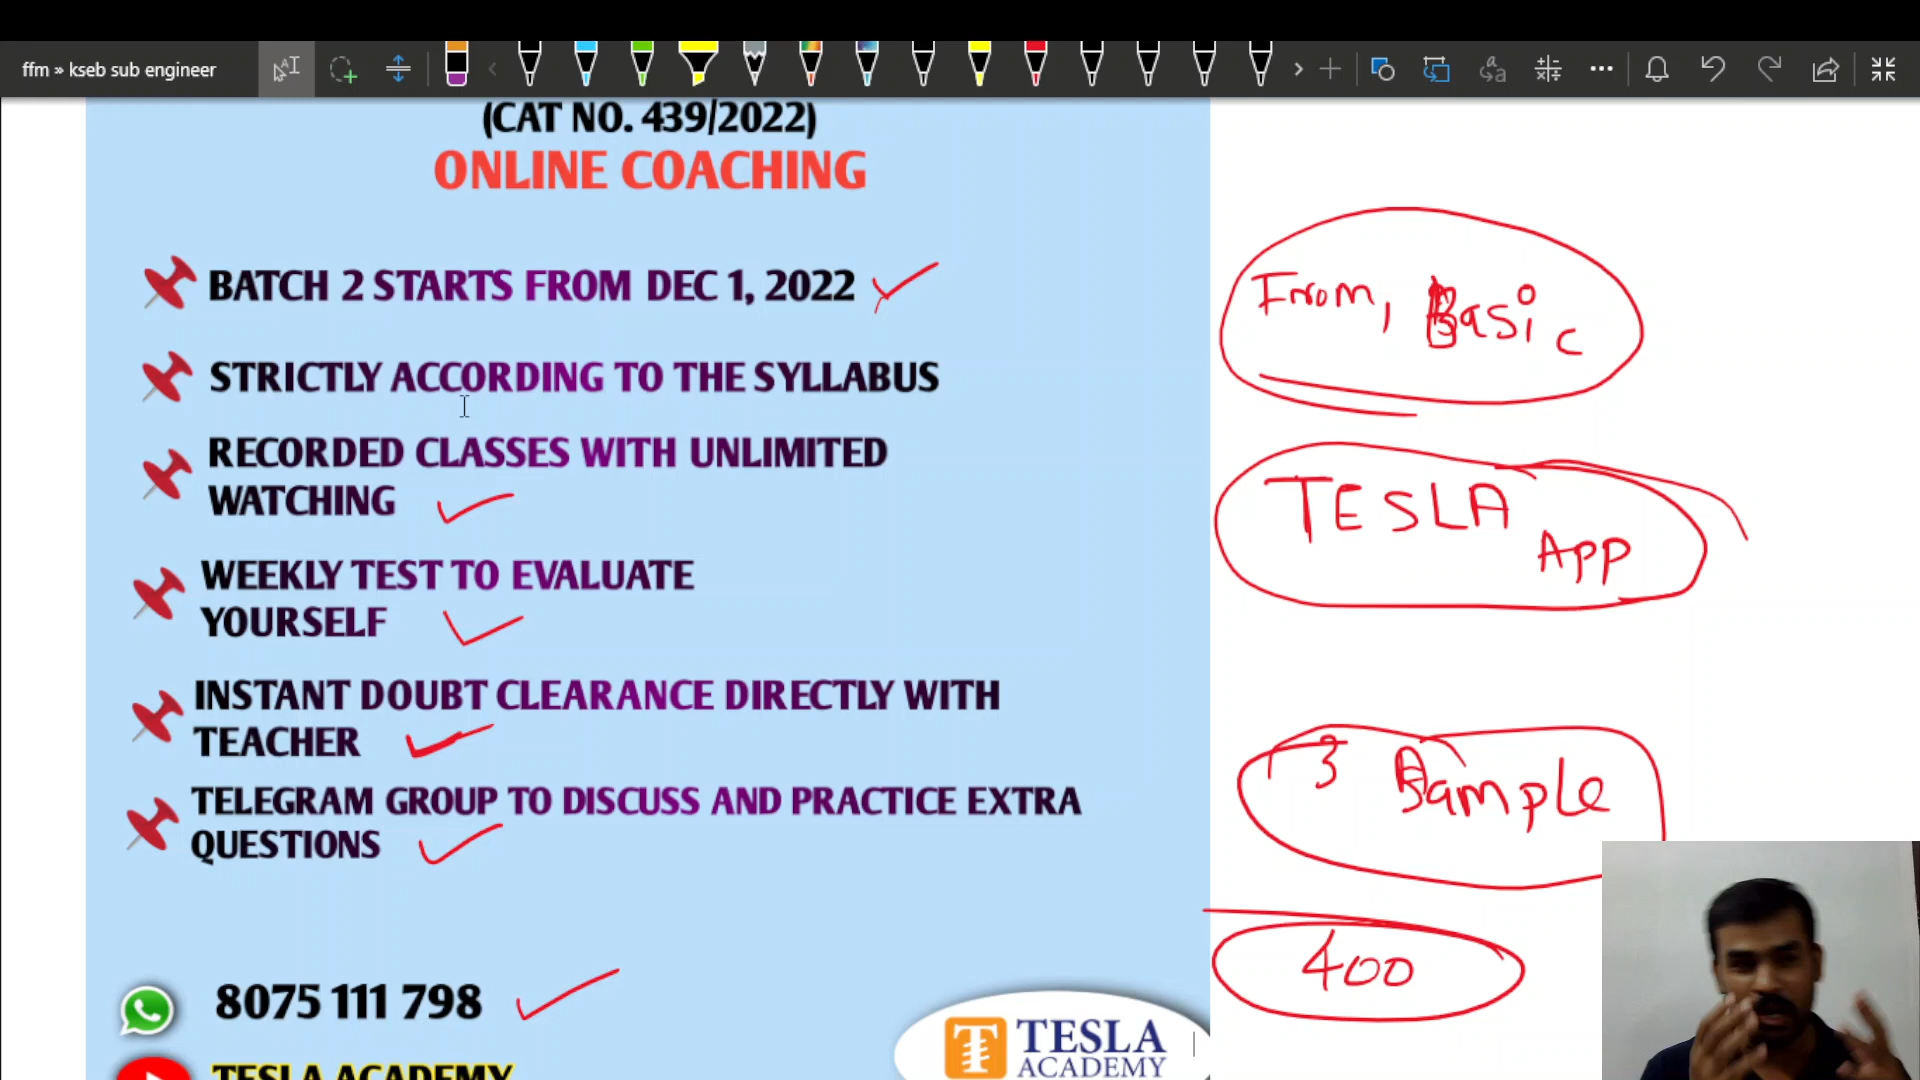 ffm » kseb sub engineer
(CAT NO. 439/2022)
ONLINE COACHING
BATCH 2 STARTS FROM DEC 1, 2022
STRICTLY ACCORDING TO THE SYLLABUS
RECORDED CLASSES WITH UNLIMITED
WATCHING
WEEKLY TEST TO EVALUATE
YOURSELF
INSTANT DOUBT CLEARANCE DIRECTLY WITH
TEACHER
TELEGRAM GROUP TO DISCUSS AND PRACTICE EXTRA
QUESTIONS
8075 111 798
TESLA ACADEMY
TESLA
ACADEMY
From, Basic
TESLA
App
3 Sample
400